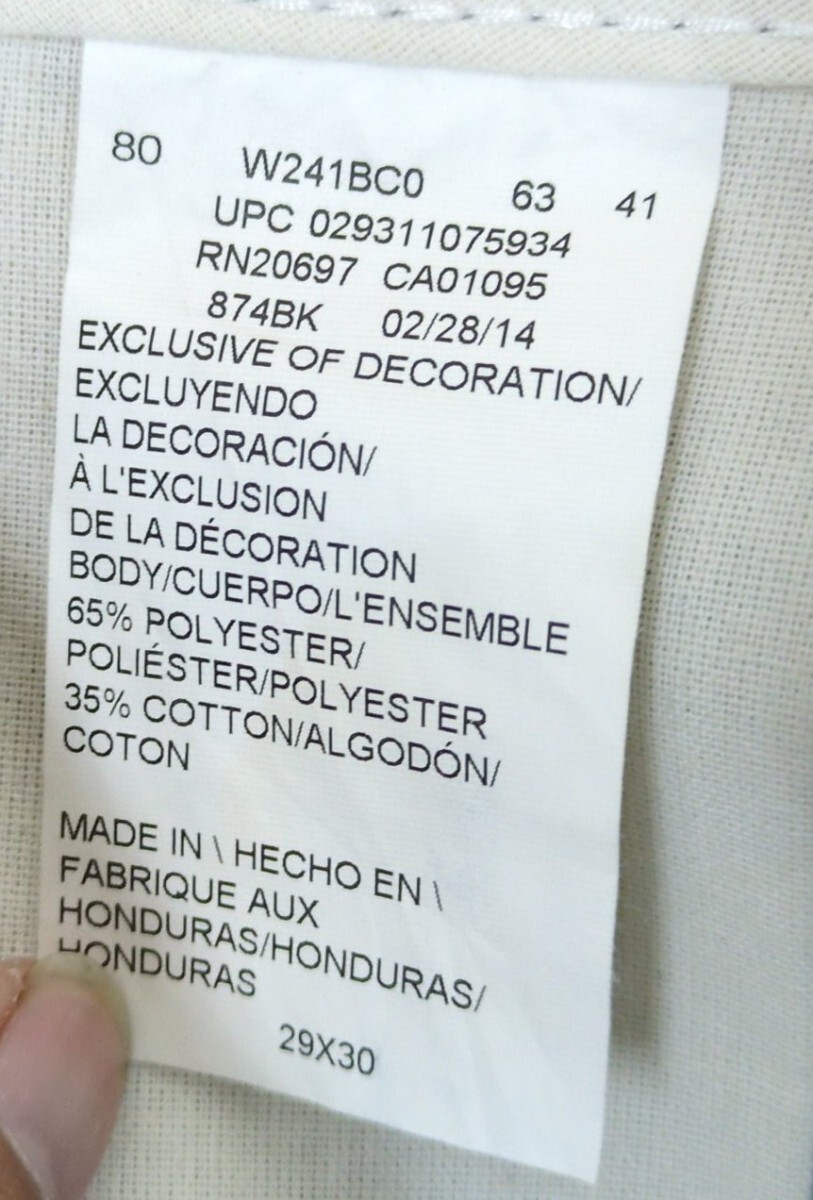 80 W241BC0 63 41
UPC 029311075934
RN20697 CA01095
874BK 02/28/14
EXCLUSIVE OF DECORATION/
EXCLUYENDO
LA DECORACIÓN/
À L'EXCLUSION
DE LA DÉCORATION
BODY/CUERPO/L'ENSEMBLE
65% POLYESTER/
POLIÉSTER/POLYESTER
35% COTTON/ALGODÓN/
COTON
MADE IN \ HECHO EN \
FABRIQUE AUX
HONDURAS/HONDURAS/
HONDURAS
29X30